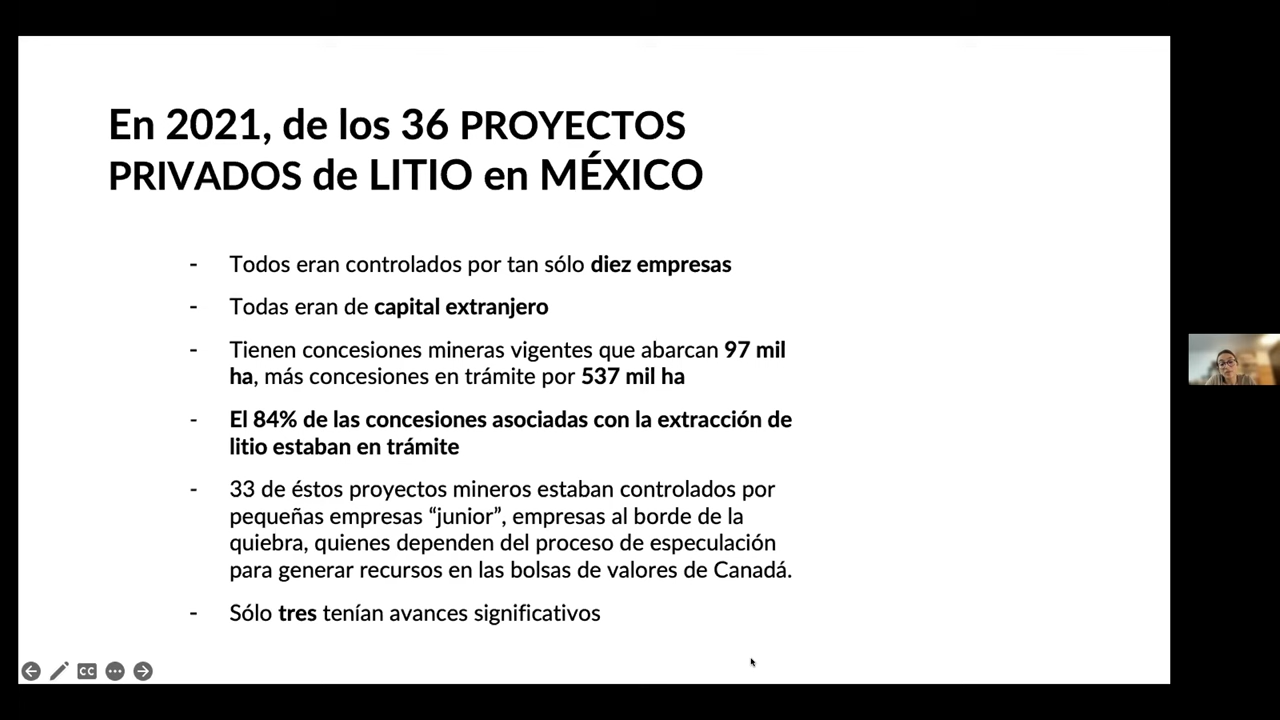 En 2021, de los 36 PROYECTOS
PRIVADOS de LITIO en MÉXICO
- Todos eran controlados por tan sólo diez empresas
- Todas eran de capital extranjero
- Tienen concesiones mineras vigentes que abarcan 97 mil
ha, más concesiones en trámite por 537 mil ha
- El 84% de las concesiones asociadas con la extracción de
litio estaban en trámite
- 33 de éstos proyectos mineros estaban controlados por
pequeñas empresas “junior”, empresas al borde de la
quiebra, quienes dependen del proceso de especulación
para generar recursos en las bolsas de valores de Canadá.
- Sólo tres tenían avances significativos
CC